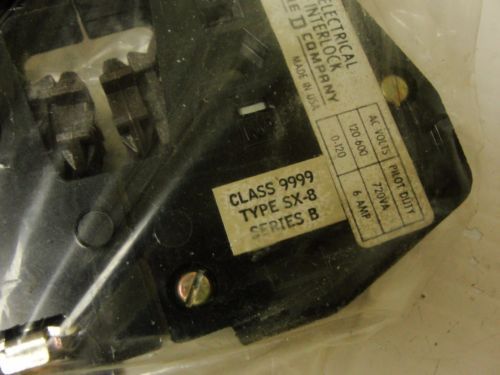 ELECTRICAL
INTERLOCK
E D COMPANY
MADE IN USA
AC VOLTS PILOT DUTY
120-600 720VA
0-120 6 AMP
CLASS 9999
TYPE SX-8
SERIES B